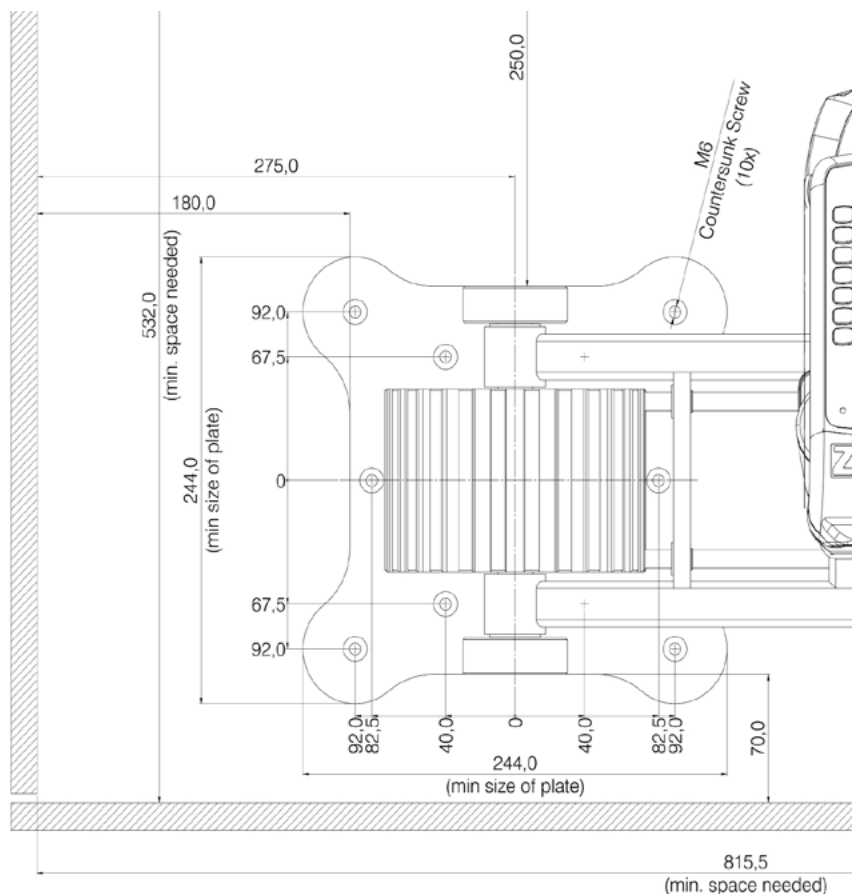 250,0
M6
Countersunk Screw
(10x)
275,0
180,0
532,0
(min. space needed)
244,0
(min size of plate)
92,0
67,5
0
67,5
92,0
92,0
82,5
40,0
0
40,0
82,5
92,0
70,0
244,0
(min size of plate)
815,5
(min. space needed)